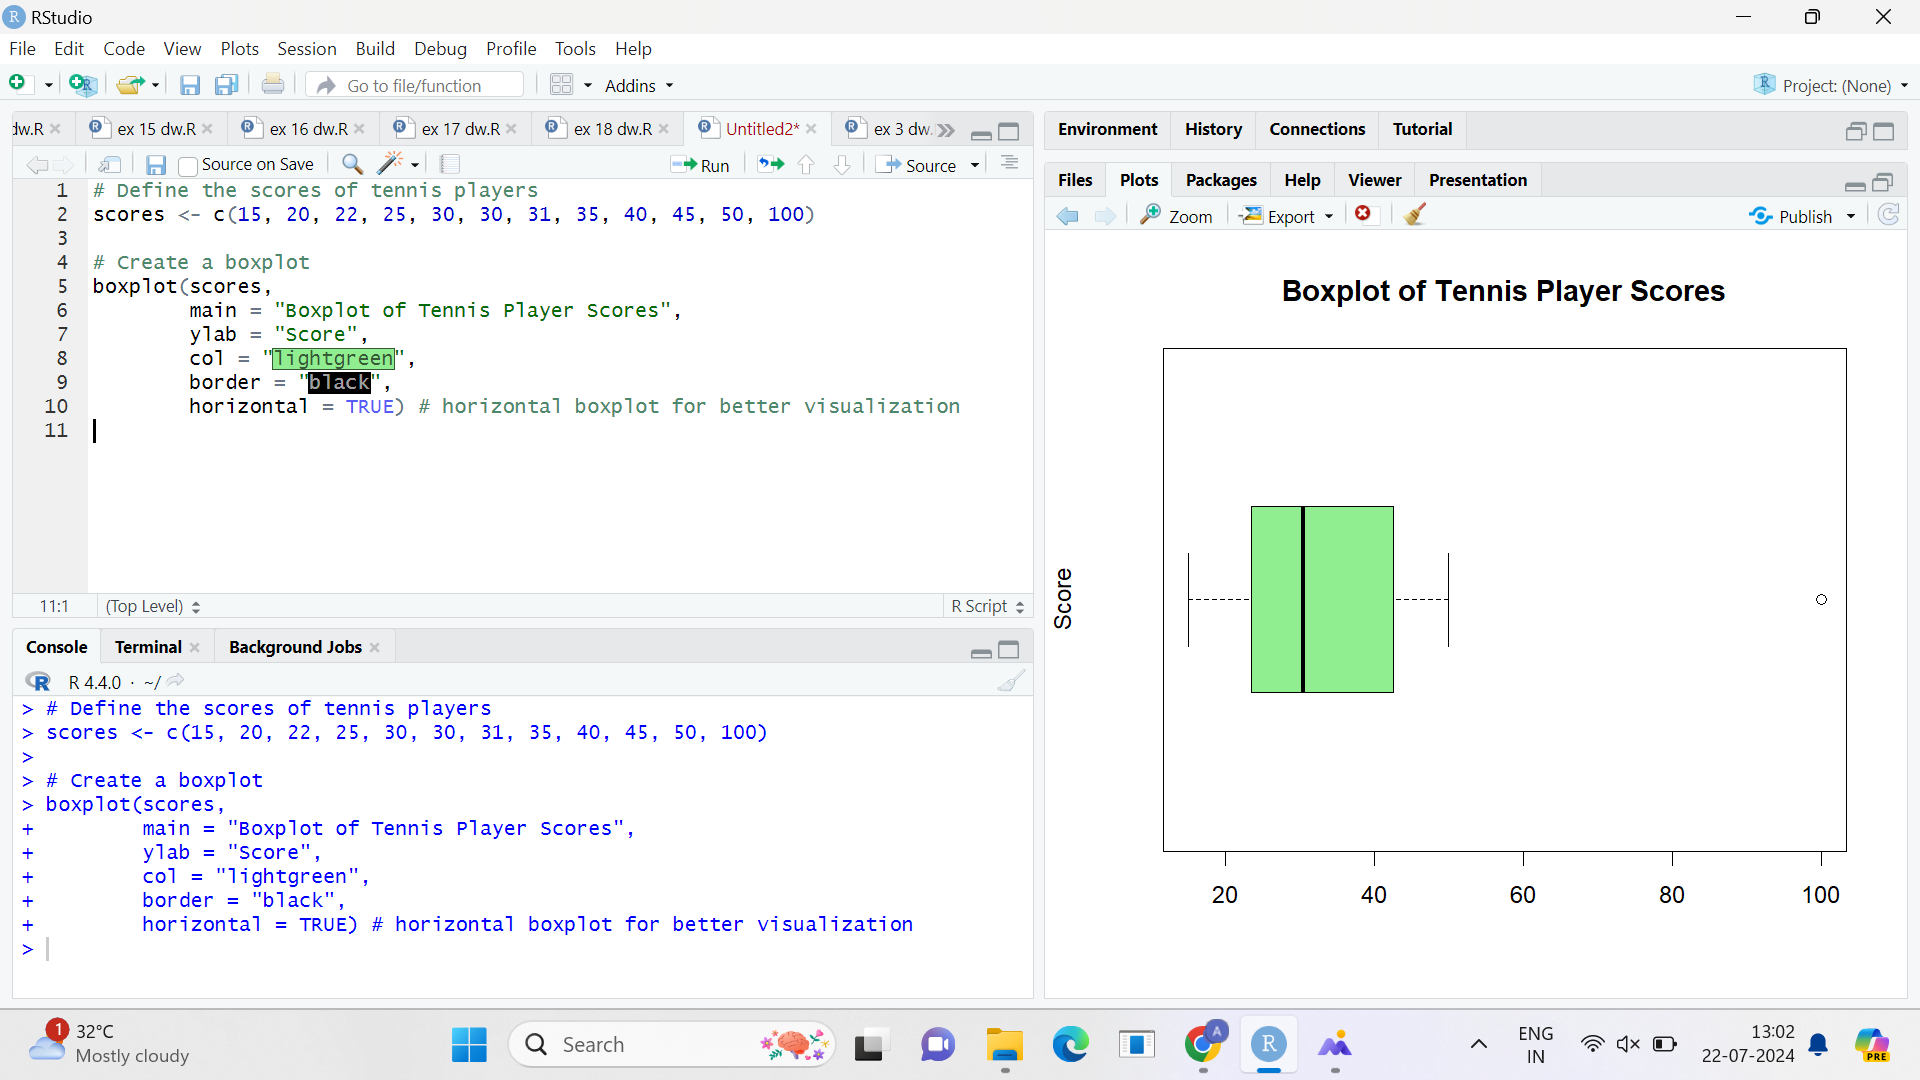 RStudio
File Edit Code View Plots Session Build Debug Profile Tools Help
Go to file/function Addins Project: (None)
dw.R ex 15 dw.R ex 16 dw.R ex 17 dw.R ex 18 dw.R Untitled2* ex 3 dw.
Source on Save Run Source
1 # Define the scores of tennis players
2 scores <- c(15, 20, 22, 25, 30, 30, 31, 35, 40, 45, 50, 100)
3
4 # Create a boxplot
5 boxplot(scores,
6 main = "Boxplot of Tennis Player Scores",
7 ylab = "Score",
8 col = "lightgreen",
9 border = "black",
10 horizontal = TRUE) # horizontal boxplot for better visualization
11
11:1 (Top Level) R Script
Console Terminal Background Jobs
R R 4.4.0 · ~/
> # Define the scores of tennis players
> scores <- c(15, 20, 22, 25, 30, 30, 31, 35, 40, 45, 50, 100)
>
> # Create a boxplot
> boxplot(scores,
+ main = "Boxplot of Tennis Player Scores",
+ ylab = "Score",
+ col = "lightgreen",
+ border = "black",
+ horizontal = TRUE) # horizontal boxplot for better visualization
>
Environment History Connections Tutorial
Files Plots Packages Help Viewer Presentation
Zoom Export Publish
Boxplot of Tennis Player Scores
Score
20 40 60 80 100
1 32°C
Mostly cloudy
Search
A
R
ENG
IN
13:02
22-07-2024
PRE